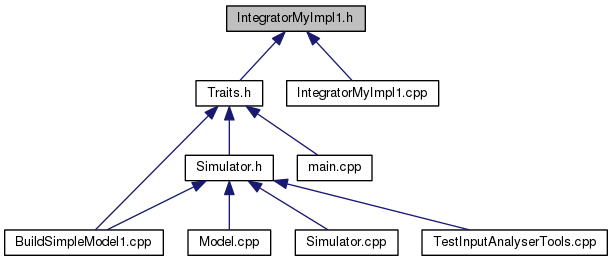 IntegratorMyImpl1.h
Traits.h
IntegratorMyImpl1.cpp
Simulator.h
main.cpp
BuildSimpleModel1.cpp
Model.cpp
Simulator.cpp
TestInputAnalyserTools.cpp